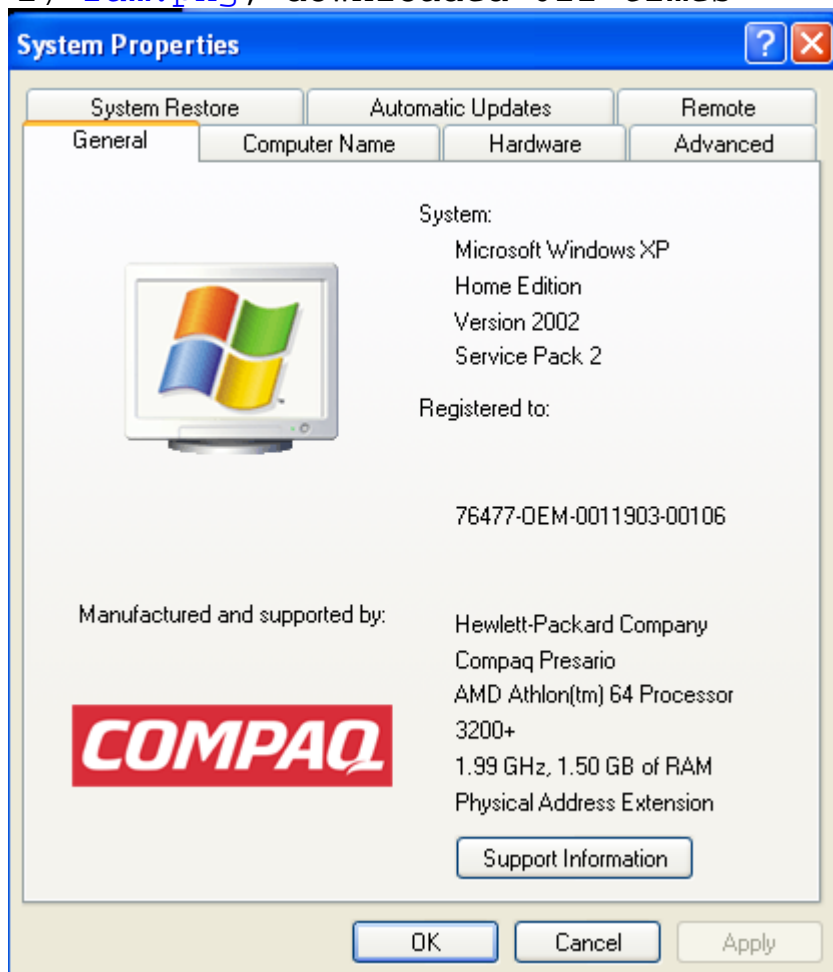 System Properties
System Restore Automatic Updates Remote
General Computer Name Hardware Advanced
System:
Microsoft Windows XP
Home Edition
Version 2002
Service Pack 2
Registered to:
76477-OEM-0011903-00106
Manufactured and supported by:
Hewlett-Packard Company
Compaq Presario
AMD Athlon(tm) 64 Processor
3200+
1.99 GHz, 1.50 GB of RAM
Physical Address Extension
COMPAQ
Support Information
OK Cancel Apply